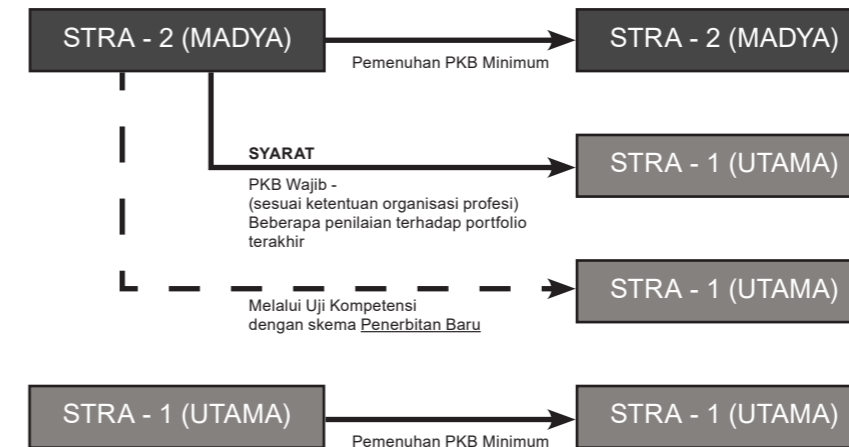 STRA - 2 (MADYA)
Pemenuhan PKB Minimum
STRA - 2 (MADYA)
SYARAT
PKB Wajib -
(sesuai ketentuan organisasi profesi)
Beberapa penilaian terhadap portfolio
terakhir
STRA - 1 (UTAMA)
Melalui Uji Kompetensi
dengan skema Penerbitan Baru
STRA - 1 (UTAMA)
STRA - 1 (UTAMA)
Pemenuhan PKB Minimum
STRA - 1 (UTAMA)